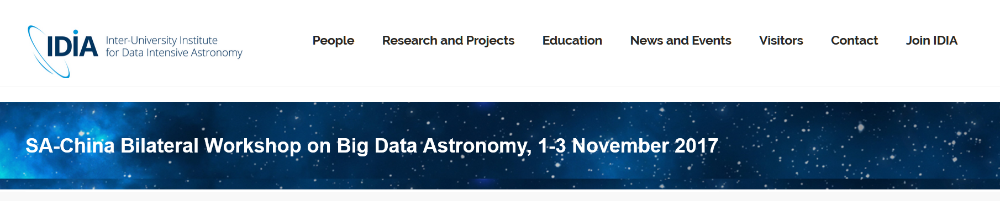 IDIA
Inter-University Institute
for Data Intensive Astronomy
People
Research and Projects
Education
News and Events
Visitors
Contact
Join IDIA
SA-China Bilateral Workshop on Big Data Astronomy, 1-3 November 2017